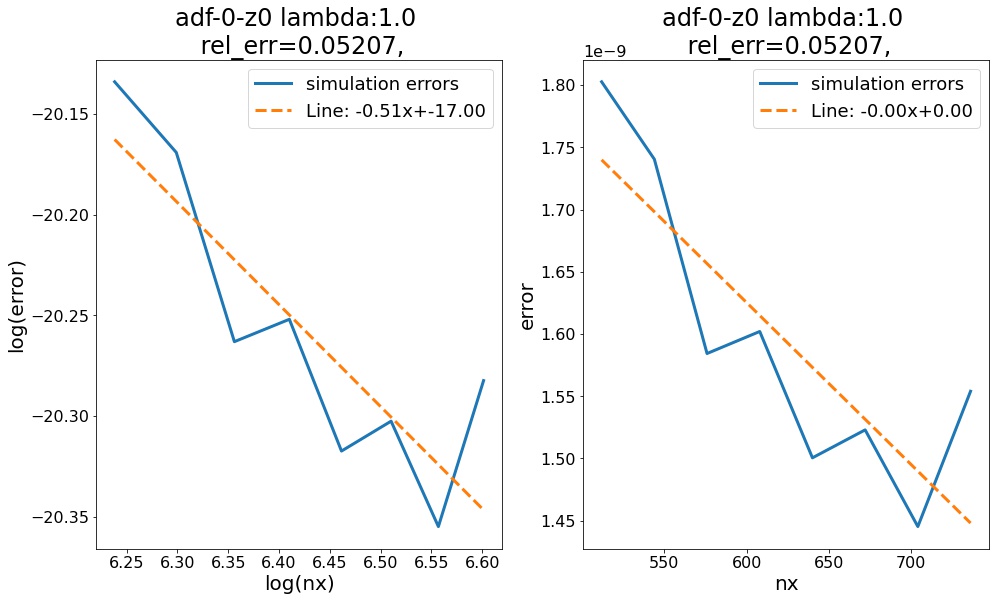 adf-0-z0 lambda:1.0
rel_err=0.05207,
simulation errors
Line: -0.51x+-17.00
−20.15
−20.20
−20.25
−20.30
−20.35
log(error)
6.25 6.30 6.35 6.40 6.45 6.50 6.55 6.60
log(nx)
adf-0-z0 lambda:1.0
rel_err=0.05207,
1e−9
simulation errors
Line: -0.00x+0.00
1.80
1.75
1.70
1.65
1.60
1.55
1.50
1.45
error
550 600 650 700
nx